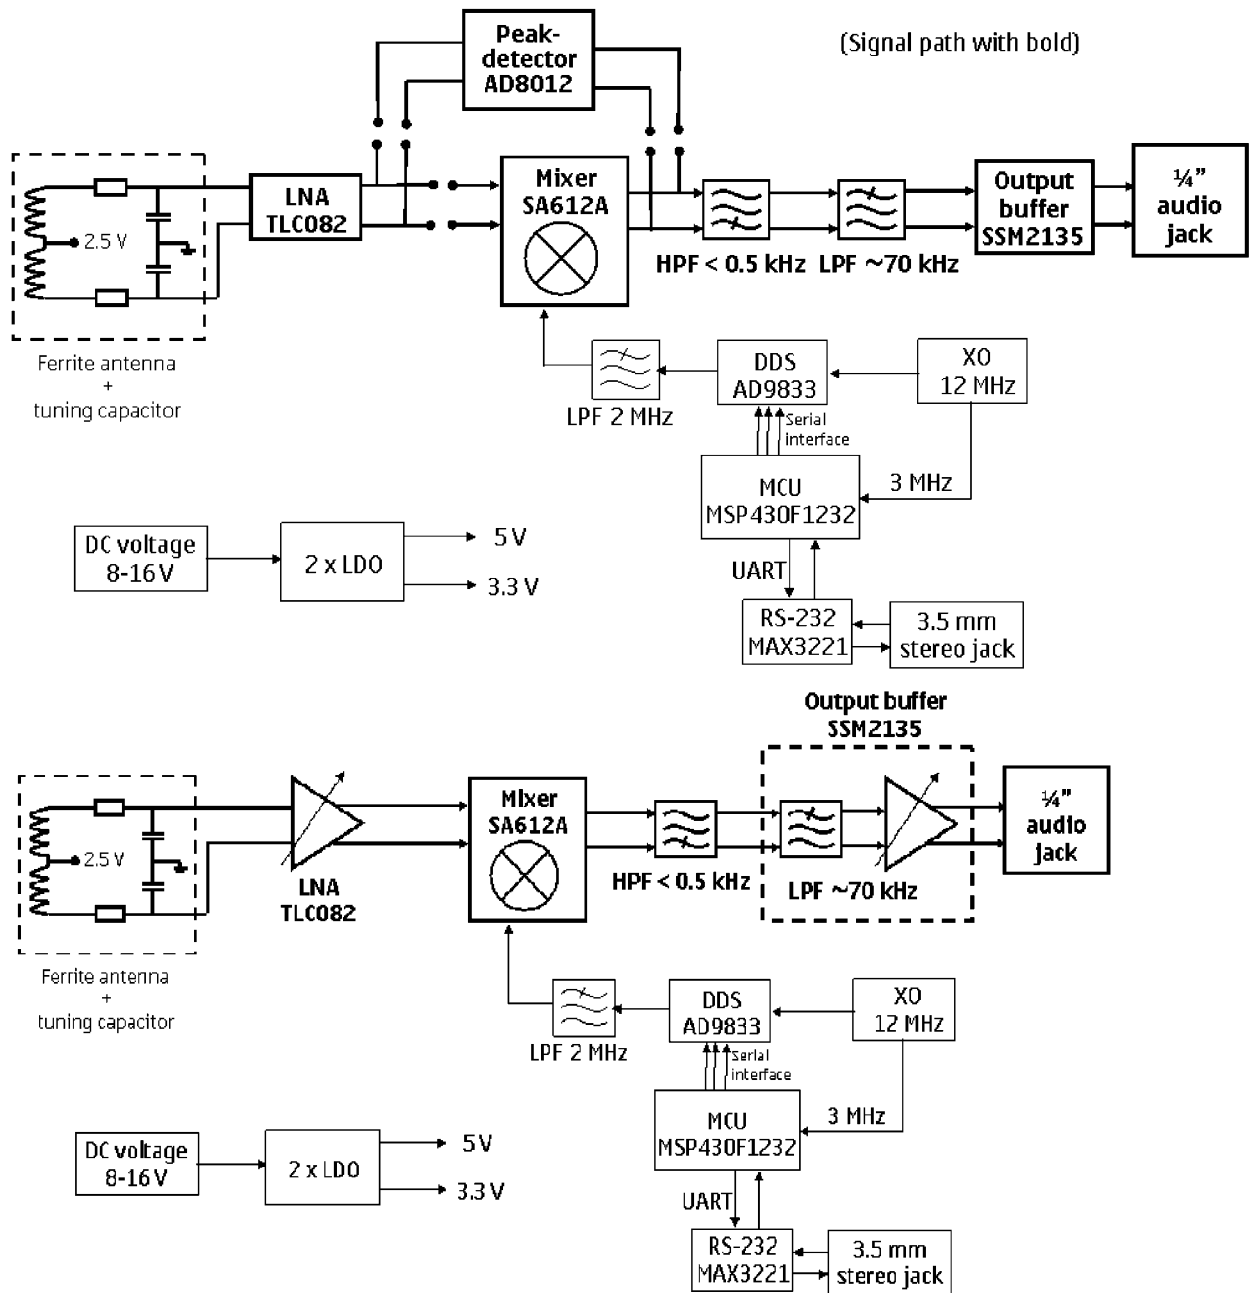 Peak-
detector
AD8012
(Signal path with bold)
LNA
TLC082
Mixer
SA612A
Output
buffer
SSM2135
¼”
audio
jack
2.5 V
HPF < 0.5 kHz
LPF ~70 kHz
Ferrite antenna
+
tuning capacitor
LPF 2 MHz
DDS
AD9833
XO
12 MHz
Serial
interface
MCU
MSP430F1232
3 MHz
DC voltage
8-16 V
2 x LDO
5 V
3.3 V
UART
RS-232
MAX3221
3.5 mm
stereo jack
Output buffer
SSM2135
Mixer
SA612A
¼”
audio
jack
2.5 V
LNA
TLC082
HPF < 0.5 kHz
LPF ~70 kHz
Ferrite antenna
+
tuning capacitor
LPF 2 MHz
DDS
AD9833
XO
12 MHz
Serial
interface
MCU
MSP430F1232
3 MHz
DC voltage
8-16 V
2 x LDO
5 V
3.3 V
UART
RS-232
MAX3221
3.5 mm
stereo jack